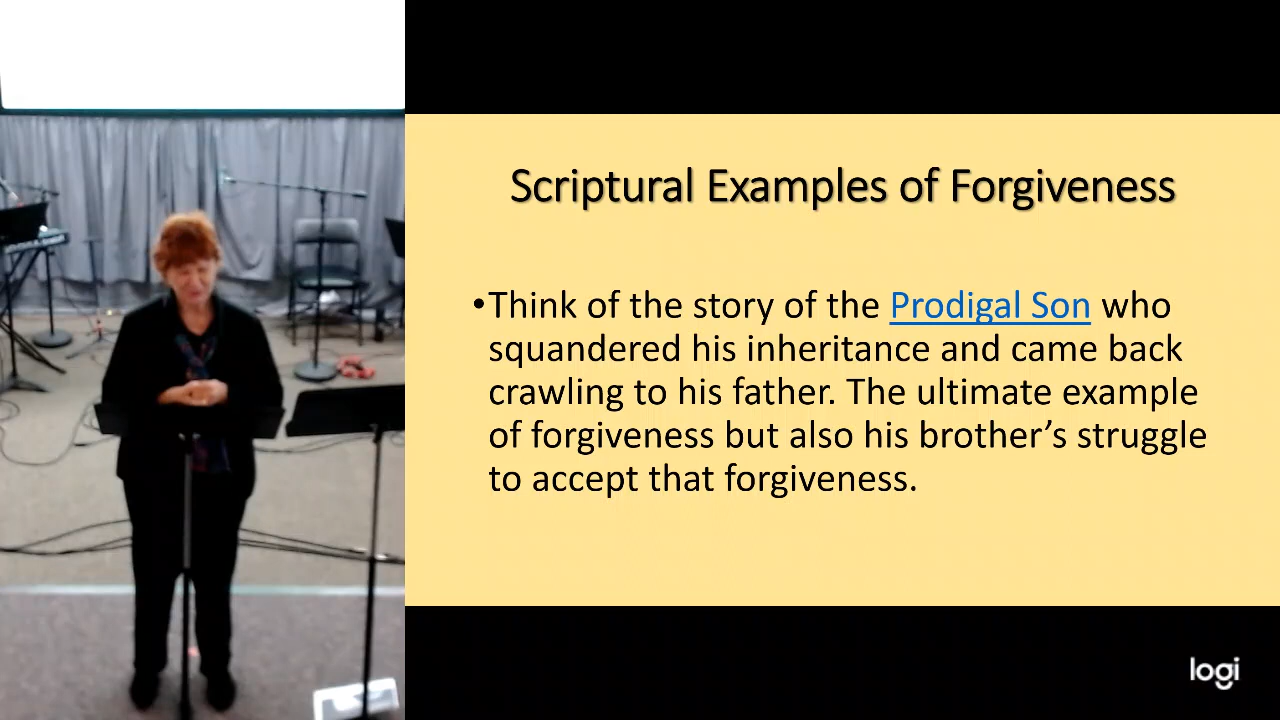 Scriptural Examples of Forgiveness
•Think of the story of the Prodigal Son who
squandered his inheritance and came back
crawling to his father. The ultimate example
of forgiveness but also his brother’s struggle
to accept that forgiveness.
logi